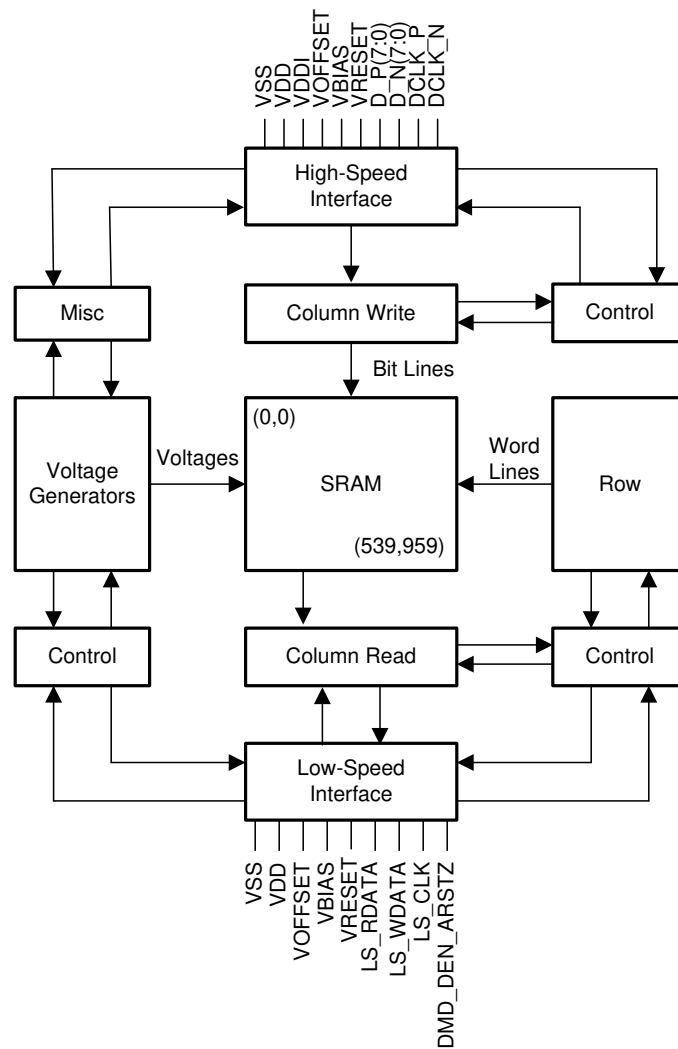 VSS
VDD
VDDI
VOFFSET
VBIAS
VRESET
D_P(7:0)
D_N(7:0)
DCLK_P
DCLK_N
High-Speed
Interface
Misc
Column Write
Control
Bit Lines
(0,0)
Voltage
Generators
Voltages
SRAM
Word
Lines
Row
(539,959)
Control
Column Read
Control
Low-Speed
Interface
VSS
VDD
VOFFSET
VBIAS
VRESET
LS_RDATA
LS_WDATA
LS_CLK
DMD_DEN_ARSTZ